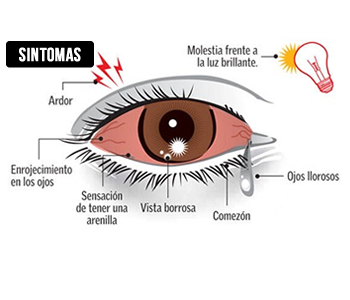 SINTOMAS
Molestia frente a
la luz brillante.
Ardor
Enrojecimiento
en los ojos
Sensación
de tener una
arenilla
Vista borrosa
Comezón
Ojos llorosos